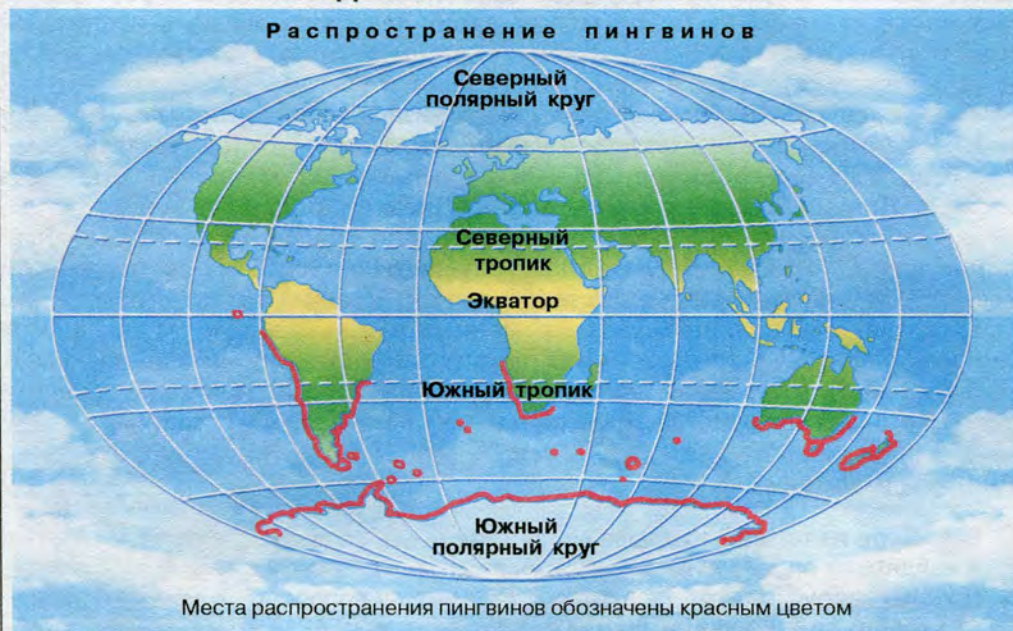 Распространение пингвинов
Северный
полярный круг
Северный
тропик
Экватор
Южный тропик
Южный
полярный круг
Места распространения пингвинов обозначены красным цветом